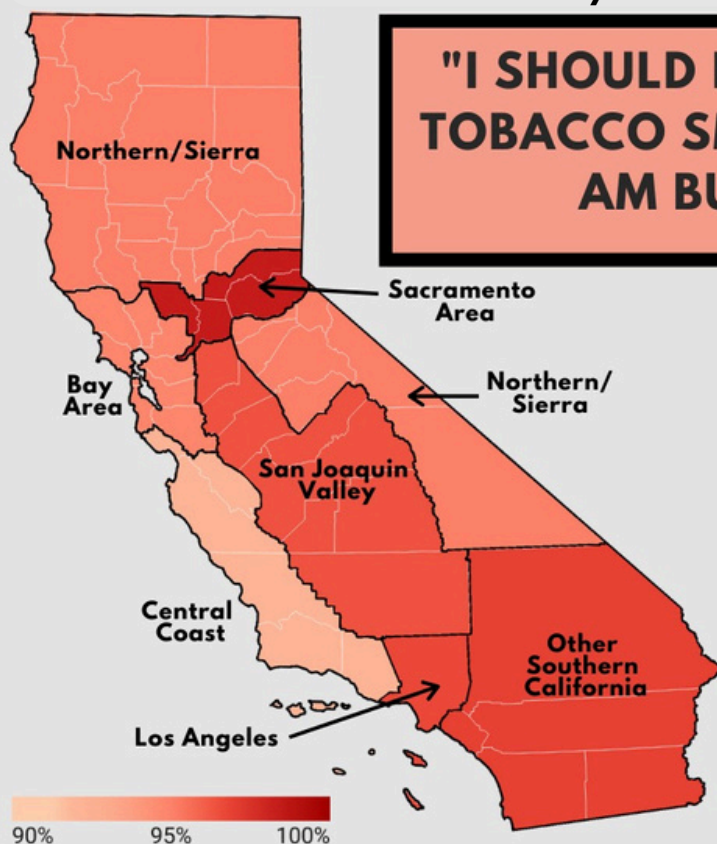 "I SHOULD
TOBACCO
AM
Northern/Sierra
Sacramento
Area
Northern/
Sierra
Bay
Area
San Joaquin
Valley
Central
Coast
Other
Southern
California
Los Angeles
90%
95%
100%